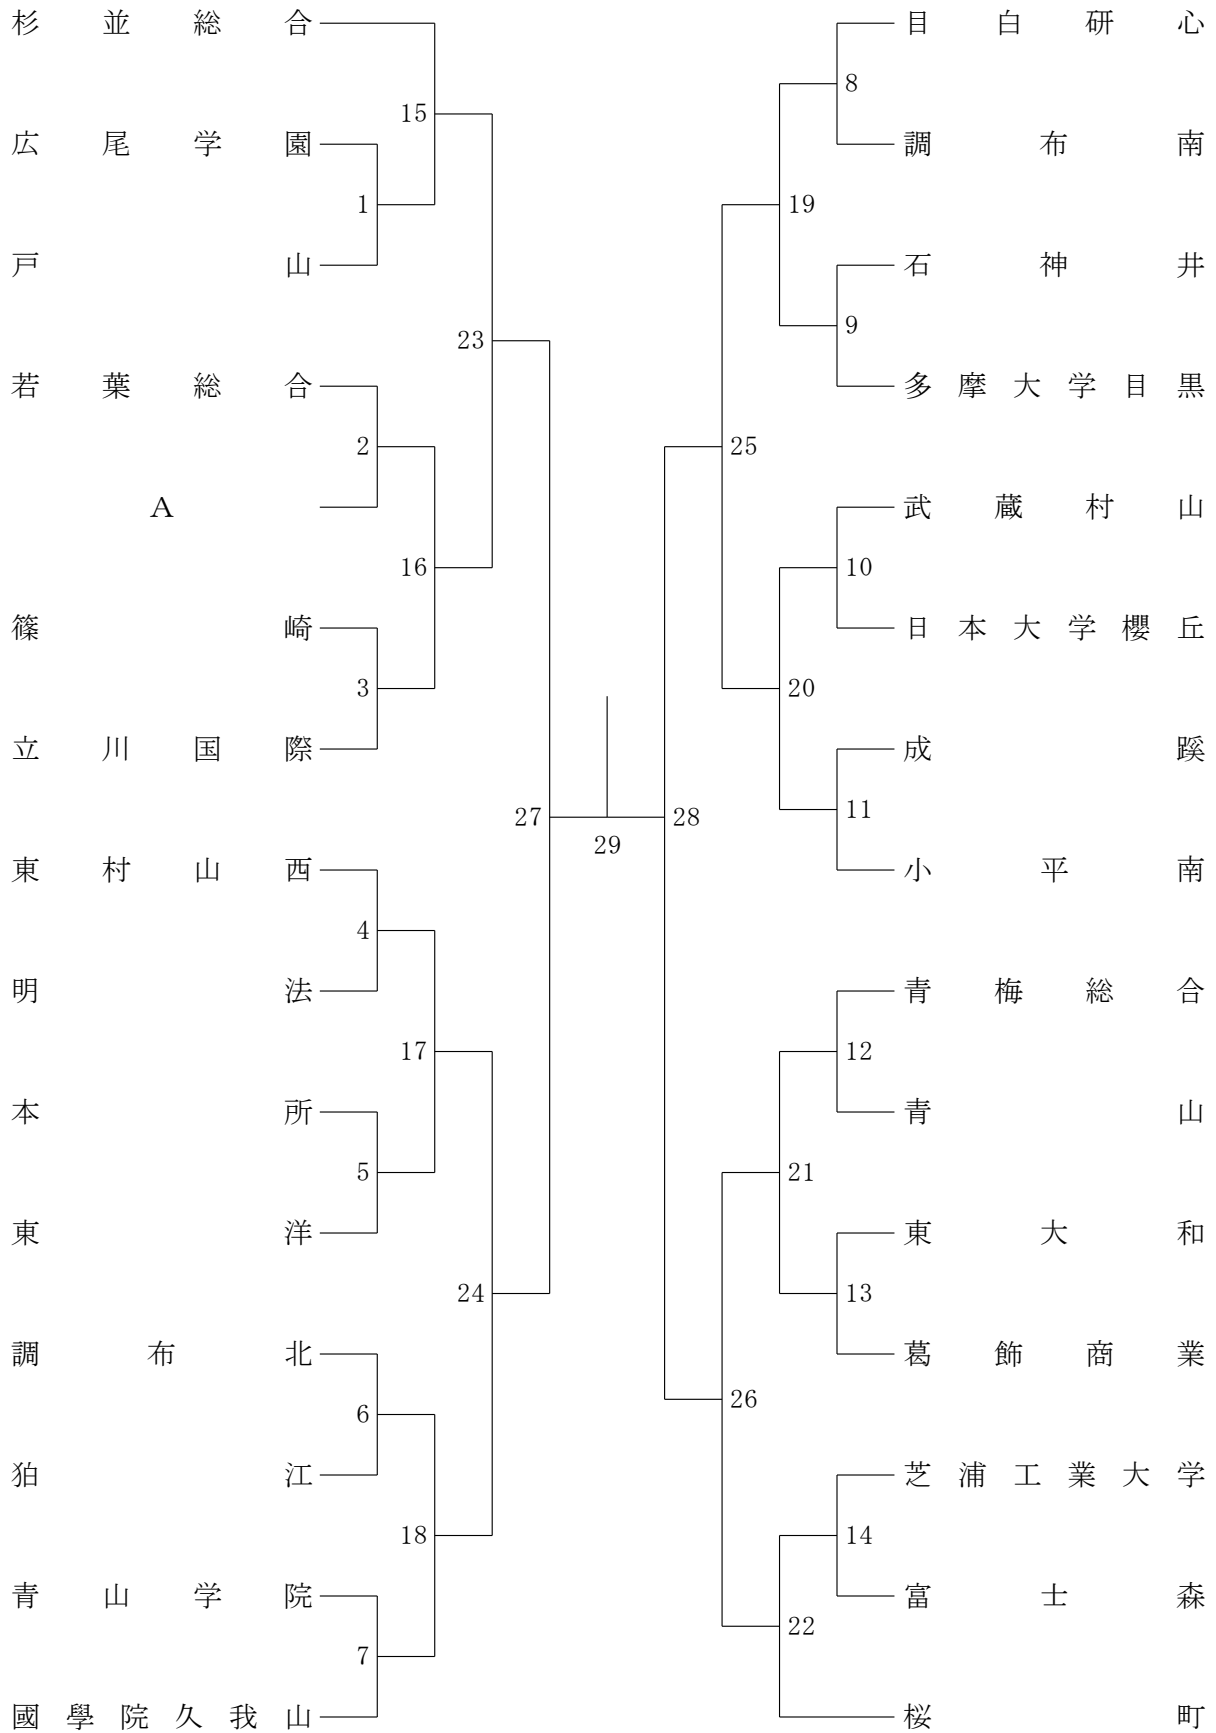 杉並総合
15
広尾学園
1
戸山
23
若葉総合
2
A
16
篠崎
3
立川国際
27
東村山西
4
明法
17
本所
5
東洋
24
調布北
6
狛江
18
青山学院
7
國學院久我山
29
目白研心
8
調布南
19
石神井
9
多摩大学目黒
25
武蔵村山
10
日本大学櫻丘
20
成蹊
11
小平南
28
青梅総合
12
青山
21
東大和
13
葛飾商業
26
芝浦工業大学
14
富士森
22
桜町